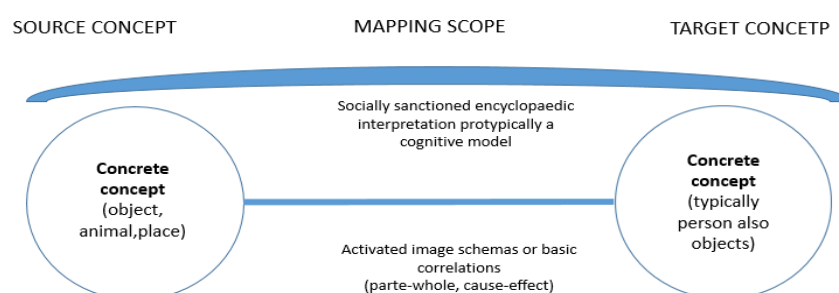 SOURCE CONCEPT
MAPPING SCOPE
TARGET CONCETP
Socially sanctioned encyclopaedic
interpretation protypically a
cognitive model
Concrete
concept
(object,
animal,place)
Concrete
concept
(typically
person also
objects)
Activated image schemas or basic
correlations
(parte-whole, cause-effect)